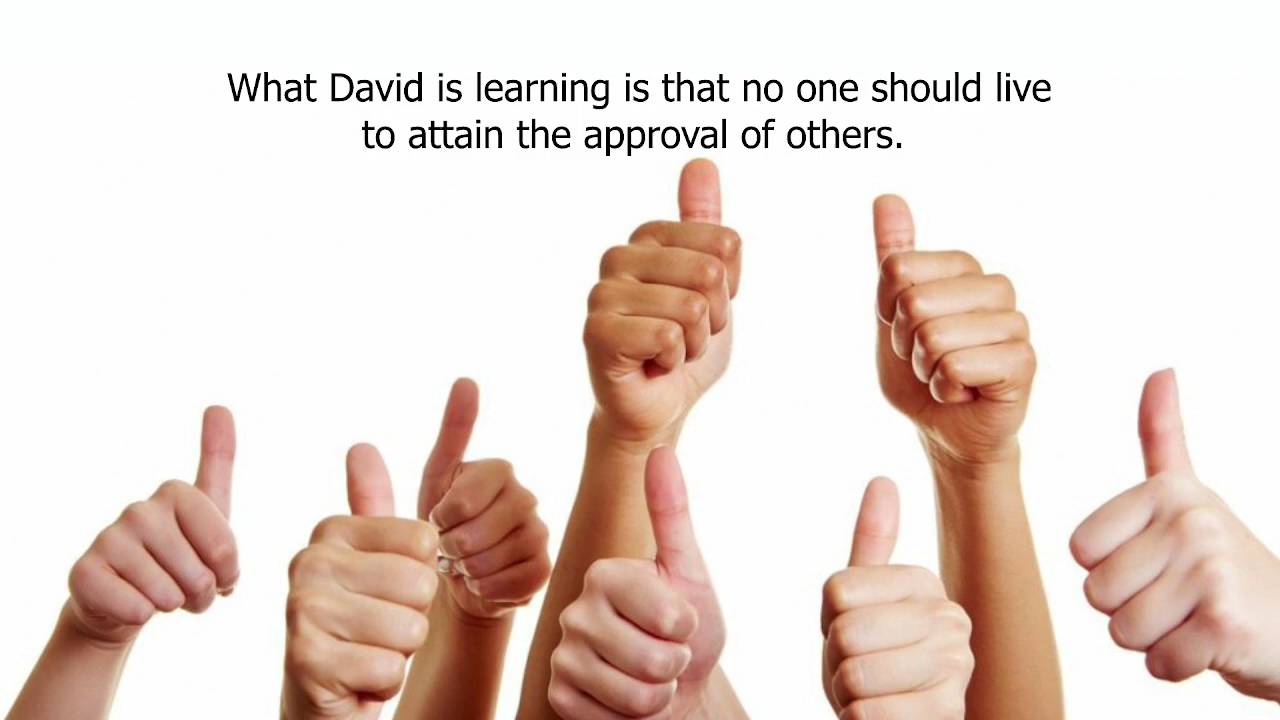 What David is learning is that no one should live
to attain the approval of others.